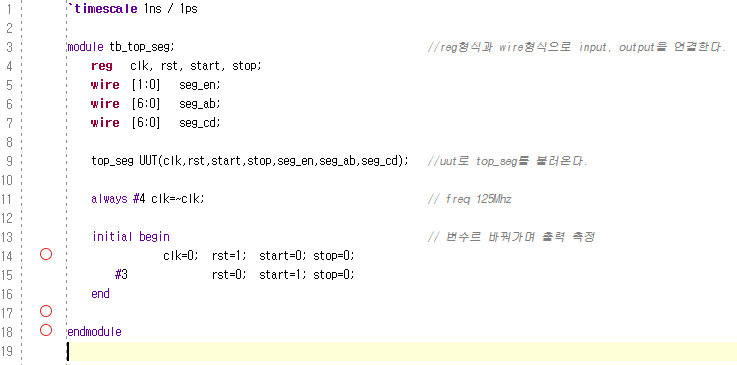 1 `timescale 1ns / 1ps
2
3 module tb_top_seg; //reg형식과 wire형식으로 input, output을 연결한다.
4 reg clk, rst, start, stop;
5 wire [1:0] seg_en;
6 wire [6:0] seg_ab;
7 wire [6:0] seg_cd;
8
9 top_seg UUT(clk,rst,start,stop,seg_en,seg_ab,seg_cd); //uut로 top_seg를 불러온다.
10
11 always #4 clk=~clk; // freq 125Mhz
12
13 initial begin // 변수르 바꿔가며 출력 측정
14 clk=0; rst=1; start=0; stop=0;
15 #3 rst=0; start=1; stop=0;
16 end
17
18 endmodule
19